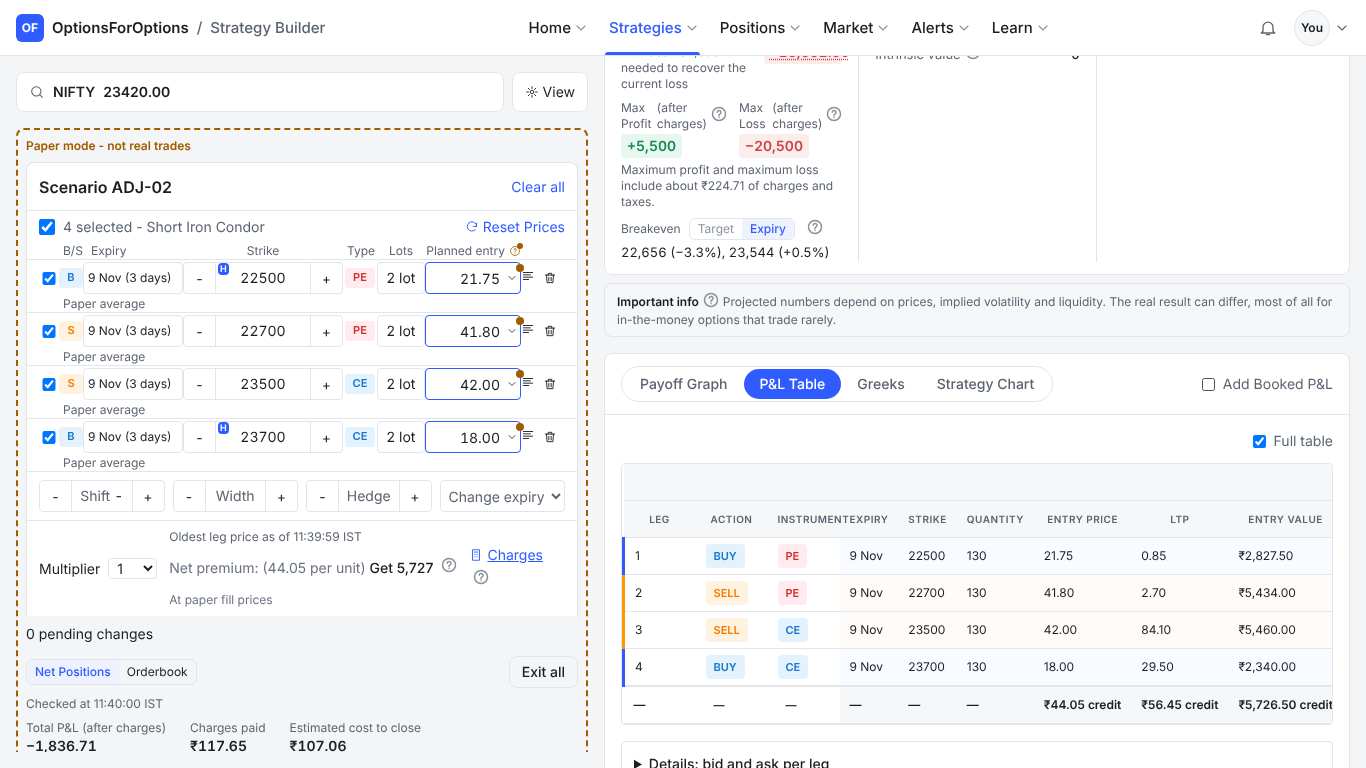 OF OptionsForOptions / Strategy Builder Home Strategies Positions Market Alerts Learn You
NIFTY 23420.00 View
Paper mode - not real trades
Scenario ADJ-02 Clear all
4 selected - Short Iron Condor Reset Prices
B/S Expiry Strike Type Lots Planned entry ?
B 9 Nov (3 days) - H 22500 + PE 2 lot 21.75
Paper average
S 9 Nov (3 days) - 22700 + PE 2 lot 41.80
Paper average
S 9 Nov (3 days) - 23500 + CE 2 lot 42.00
Paper average
B 9 Nov (3 days) - H 23700 + CE 2 lot 18.00
Paper average
- Shift - + - Width + - Hedge + Change expiry
Oldest leg price as of 11:39:59 IST
Multiplier 1 Net premium: (44.05 per unit) Get 5,727 ? Charges ?
At paper fill prices
0 pending changes
Net Positions Orderbook Exit all
Checked at 11:40:00 IST
Total P&L (after charges) Charges paid Estimated cost to close
−1,836.71 ₹117.65 ₹107.06
needed to recover the
current loss
Max Profit (after charges) ? Max Loss (after charges) ?
+5,500 −20,500
Maximum profit and maximum loss
include about ₹224.71 of charges and
taxes.
Breakeven Target Expiry ?
22,656 (−3.3%), 23,544 (+0.5%)
Important info ? Projected numbers depend on prices, implied volatility and liquidity. The real result can differ, most of all for
in-the-money options that trade rarely.
Payoff Graph P&L Table Greeks Strategy Chart Add Booked P&L
Full table
LEG ACTION INSTRUMENT EXPIRY STRIKE QUANTITY ENTRY PRICE LTP ENTRY VALUE
1 BUY PE 9 Nov 22500 130 21.75 0.85 ₹2,827.50
2 SELL PE 9 Nov 22700 130 41.80 2.70 ₹5,434.00
3 SELL CE 9 Nov 23500 130 42.00 84.10 ₹5,460.00
4 BUY CE 9 Nov 23700 130 18.00 29.50 ₹2,340.00
— — — — — — ₹44.05 credit ₹56.45 credit ₹5,726.50 credit
Details: bid and ask per leg